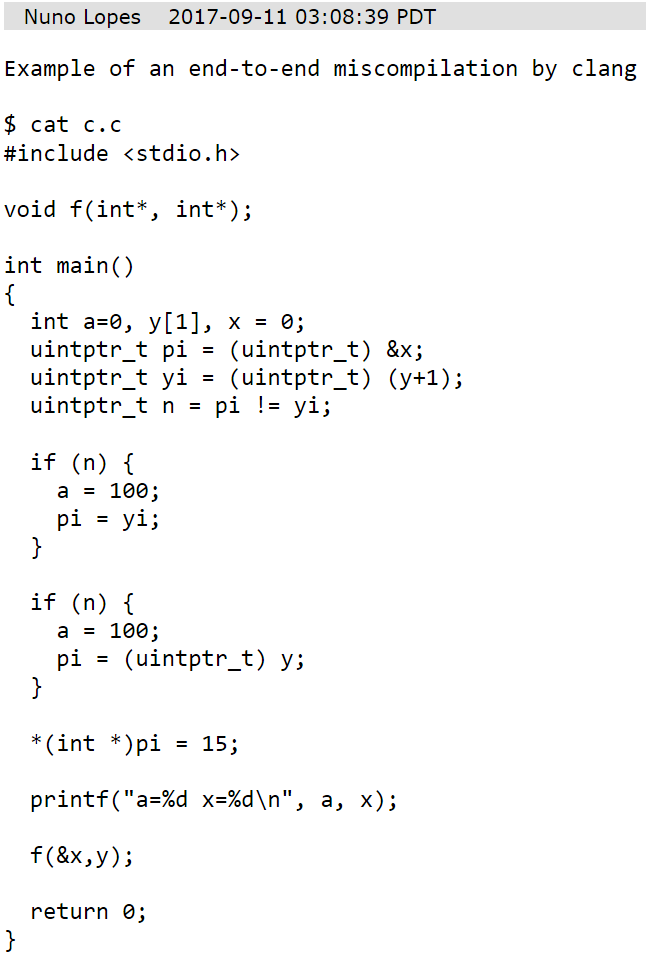 Nuno Lopes 2017-09-11 03:08:39 PDT
Example of an end-to-end miscompilation by clang
$ cat c.c
#include <stdio.h>
void f(int*, int*);
int main()
{
  int a=0, y[1], x = 0;
  uintptr_t pi = (uintptr_t) &x;
  uintptr_t yi = (uintptr_t) (y+1);
  uintptr_t n = pi != yi;
  if (n) {
    a = 100;
    pi = yi;
  }
  if (n) {
    a = 100;
    pi = (uintptr_t) y;
  }
  *(int *)pi = 15;
  printf("a=%d x=%d\n", a, x);
  f(&x,y);
  return 0;
}